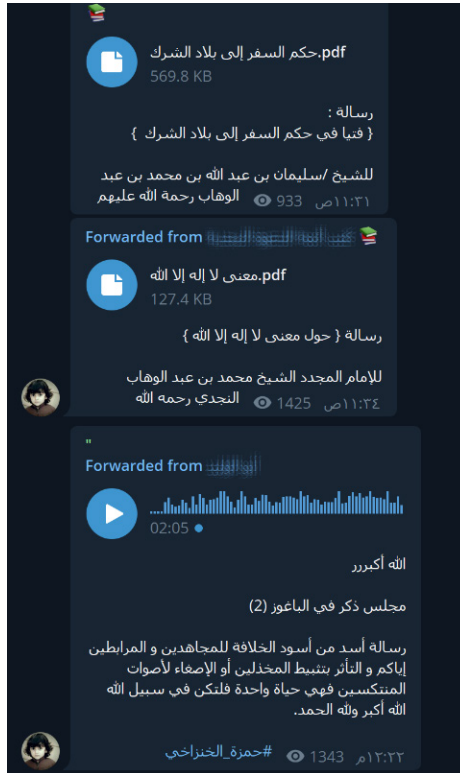 حكم السفر إلى بلاد الشرك.pdf
569.8 KB
رسالة :
{ فتيا في حكم السفر إلى بلاد الشرك }
للشيخ /سليمان بن عبد الله بن محمد بن عبد
الوهاب رحمة الله عليهم
933 ١١:٣١ص
Forwarded from
معنى لا إله إلا الله.pdf
127.4 KB
رسالة { حول معنى لا إله إلا الله }
للإمام المجدد الشيخ محمد بن عبد الوهاب
النجدي رحمه الله
1425 ١١:٣٤ص
"
Forwarded from
02:05
الله أكبررر
مجلس ذكر في الباغوز (2)
رسالة أسد من أسود الخلافة للمجاهدين و المرابطين
إياكم و التأثر بتثبيط المخذلين أو الإصغاء لأصوات
المنتكسين فهي حياة واحدة فلتكن في سبيل الله
الله أكبر ولله الحمد.
#حمزة_الخنزاخي
1343 ١٢:٢٢م